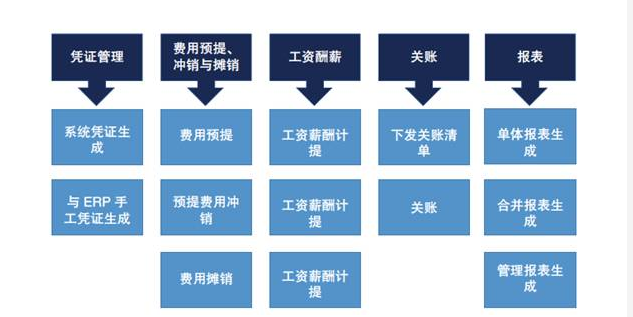 凭证管理
费用预提、
冲销与摊销
工资酬薪
关账
报表
系统凭证生
成
费用预提
工资薪酬计
提
下发关账清
单
单体报表生
成
与 ERP 手
工凭证生成
预提费用冲
销
工资薪酬计
提
关账
合并报表生
成
费用摊销
工资薪酬计
提
管理报表生
成